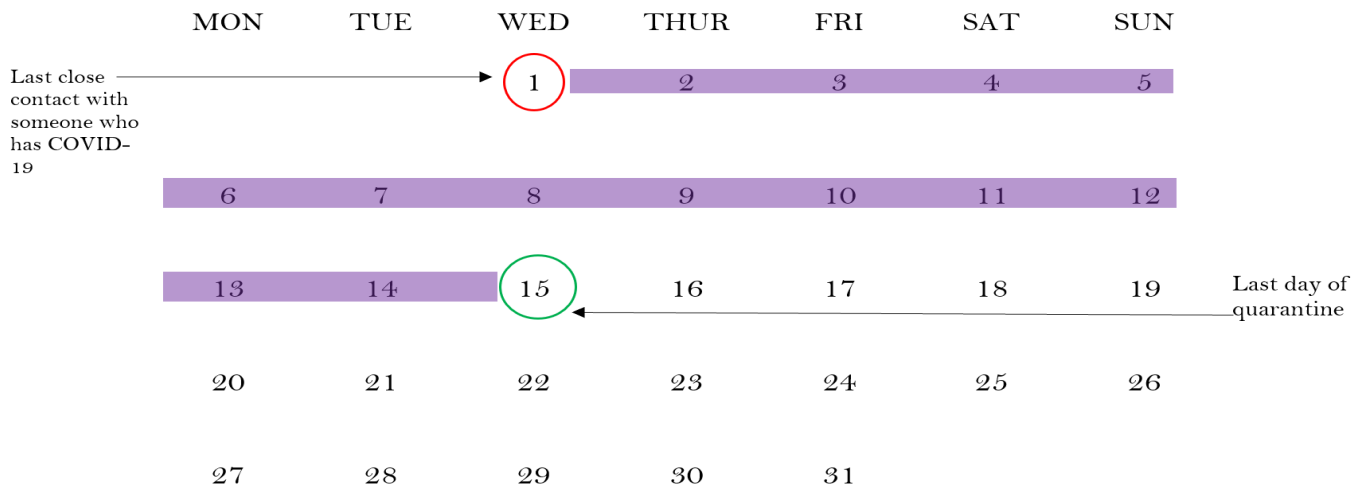 MON TUE WED THUR FRI SAT SUN
Last close
contact with
someone who
has COVID-
19
1 2 3 4 5
6 7 8 9 10 11 12
13 14 15 16 17 18 19
Last day of
quarantine
20 21 22 23 24 25 26
27 28 29 30 31